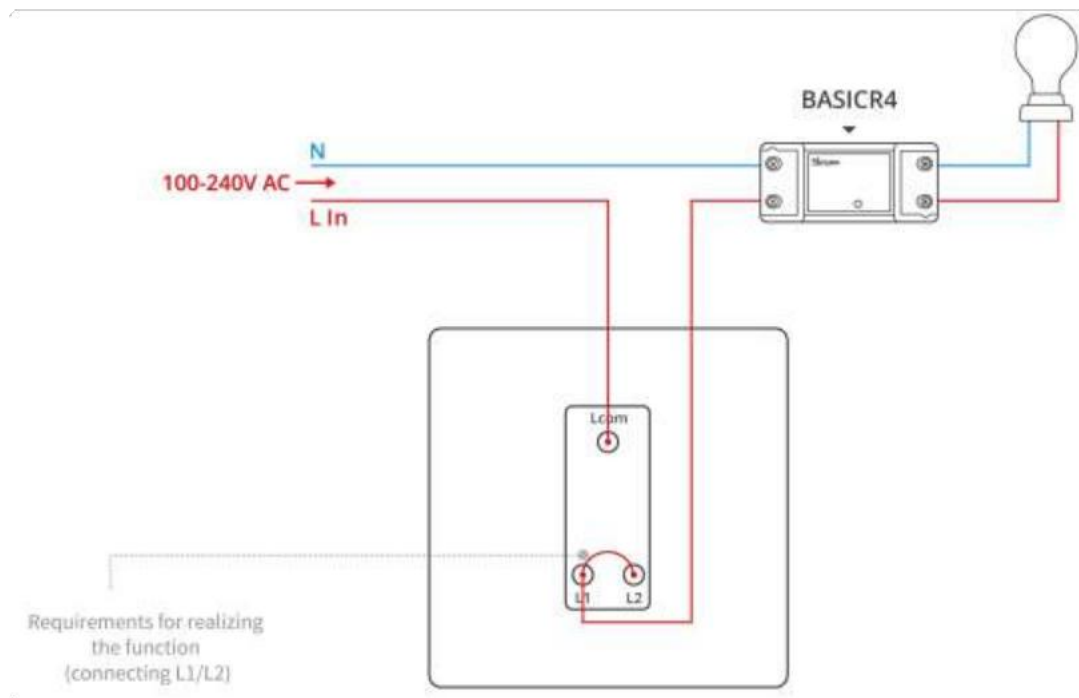 BASICR4
N
100-240V AC
L In
Lcom
L1 L2
Requirements for realizing
the function
(connecting L1/L2)